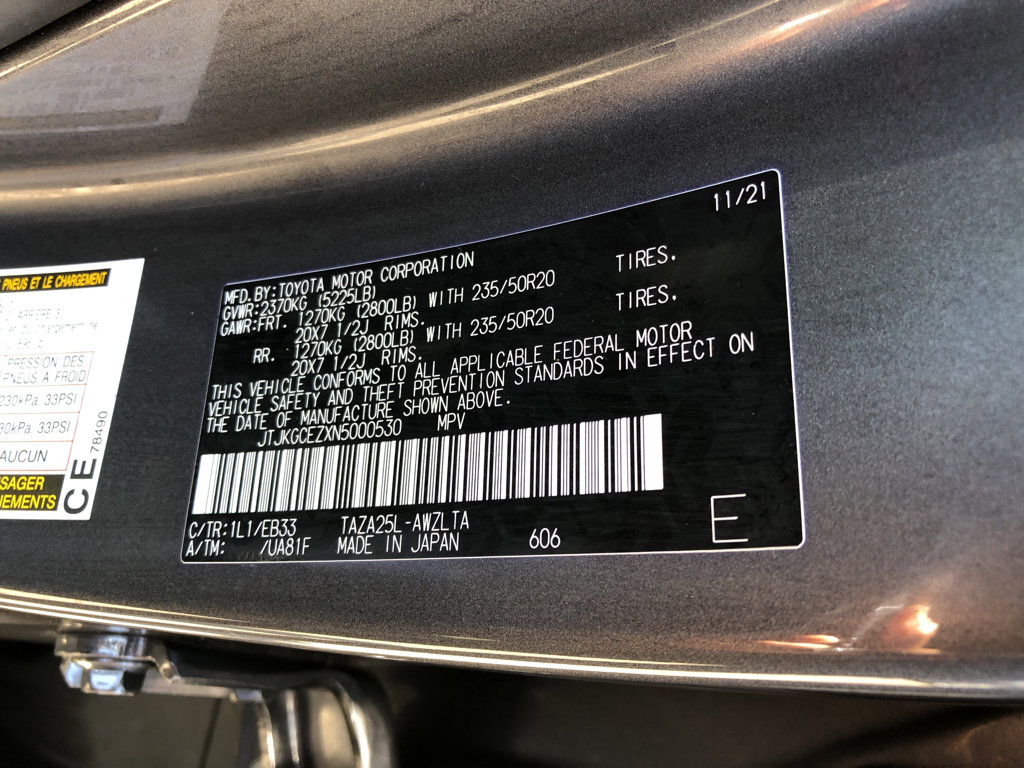 11/21
MFD. BY: TOYOTA MOTOR CORPORATION
GVWR: 2370KG (5225LB)
GAWR: FRT. 1270KG (2800LB) WITH 235/50R20 TIRES.
20X7 1/2J RIMS.
RR. 1270KG (2800LB) WITH 235/50R20 TIRES.
20X7 1/2J RIMS.
THIS VEHICLE CONFORMS TO ALL APPLICABLE FEDERAL MOTOR
VEHICLE SAFETY AND THEFT PREVENTION STANDARDS IN EFFECT ON
THE DATE OF MANUFACTURE SHOWN ABOVE.
JTJKGCEZXN5000530 MPV
C/TR: 1L1/EB33 TAZA25L-AWZLTA
A/TM: /UA81F MADE IN JAPAN 606
E
PNEUS ET LE CHARGEMENT
PRESSION DES
PNEUS A FROID
230kPa, 33PSI
30kPa, 33PSI
AUCUN
CE 78490